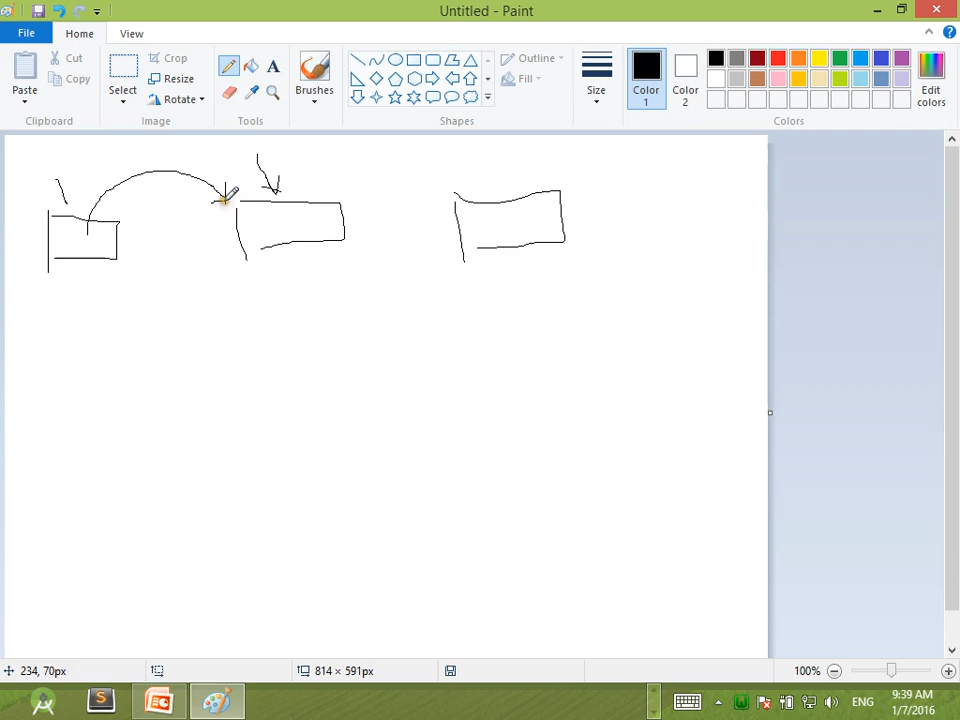 Untitled - Paint
File
Home
View
Paste
Cut
Copy
Clipboard
Select
Crop
Resize
Rotate
Image
Tools
Brushes
Shapes
Outline
Fill
Size
Color 1
Color 2
Edit colors
Colors
234, 70px
814 × 591px
100%
ENG
9:39 AM
1/7/2016